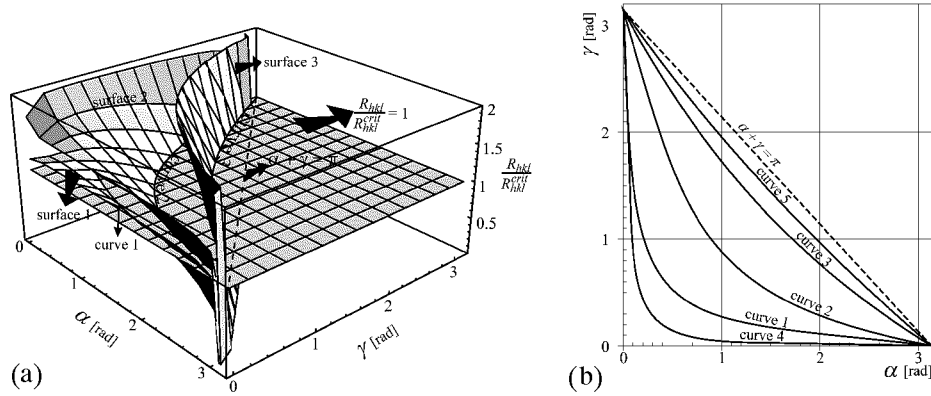 surface 3
surface 2
R_hkl / R_hkl^crit = 1
α + γ = π
2
1.5
R_hkl / R_hkl^crit
1
0.5
surface 1
curve 1
0
1
2
3
α [rad]
0
1
2
3
γ [rad]
(a)
γ [rad]
3
2
1
0
α + γ = π
curve 5
curve 3
curve 2
curve 1
curve 4
0
1
2
3
α [rad]
(b)